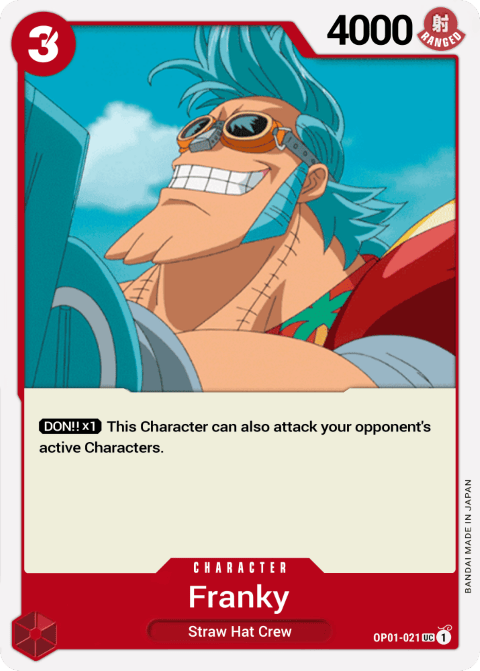 3
4000
射
RANGED
DON!!×1 This Character can also attack your opponent's
active Characters.
BANDAI MADE IN JAPAN
CHARACTER
Franky
Straw Hat Crew
OP01-021 UC 1